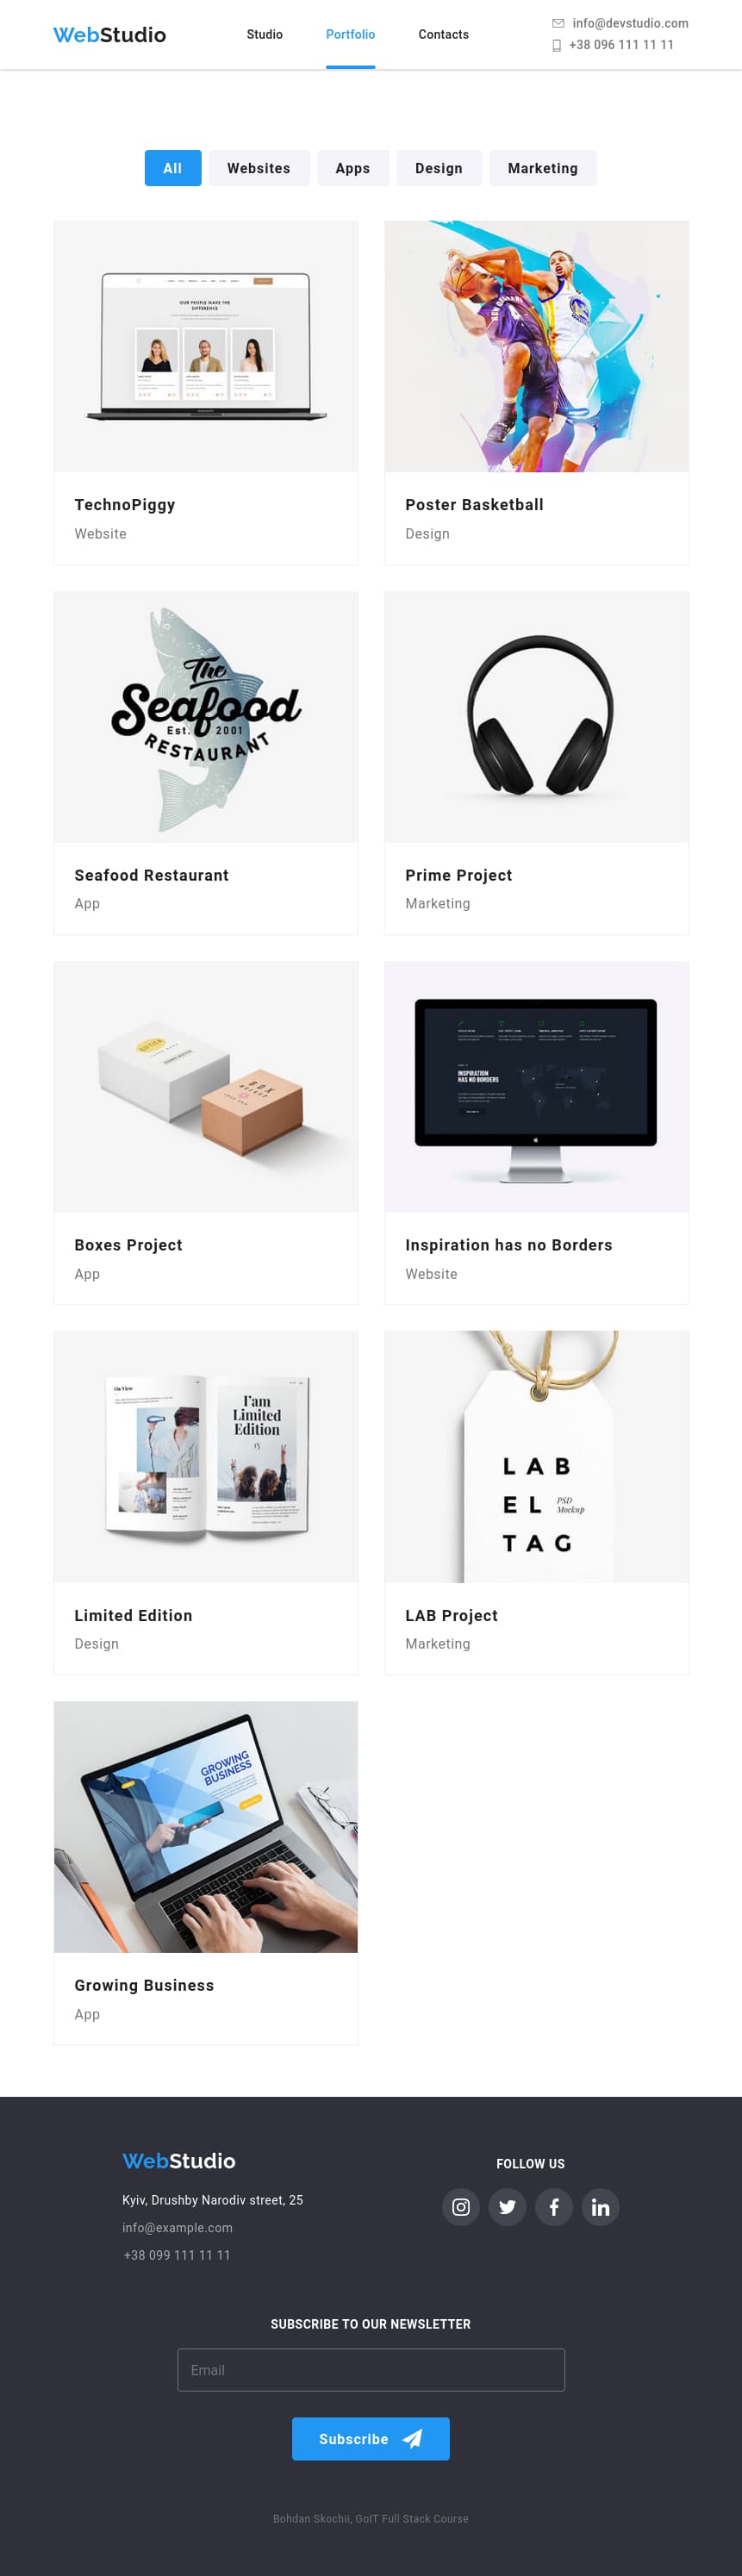 WebStudio
Studio
Portfolio
Contacts
info@devstudio.com
+38 096 111 11 11
All
Websites
Apps
Design
Marketing
OUR PEOPLE MAKE THE
DIFFERENCE
NEW ORLEANS
TechnoPiggy
Website
Poster Basketball
Design
The
Seafood
Est. 2001
RESTAURANT
Seafood Restaurant
App
Prime Project
Marketing
BOX
INSPIRATION
HAS NO BORDERS
Boxes Project
App
Inspiration has no Borders
Website
On/View
I'am
Limited
Edition
LAB
EL
PSD
Mockup
TAG
Limited Edition
Design
LAB Project
Marketing
GROWING
BUSINESS
Growing Business
App
WebStudio
Kyiv, Drushby Narodiv street, 25
info@example.com
+38 099 111 11 11
FOLLOW US
SUBSCRIBE TO OUR NEWSLETTER
Email
Subscribe
Bohdan Skochii, GoIT Full Stack Course